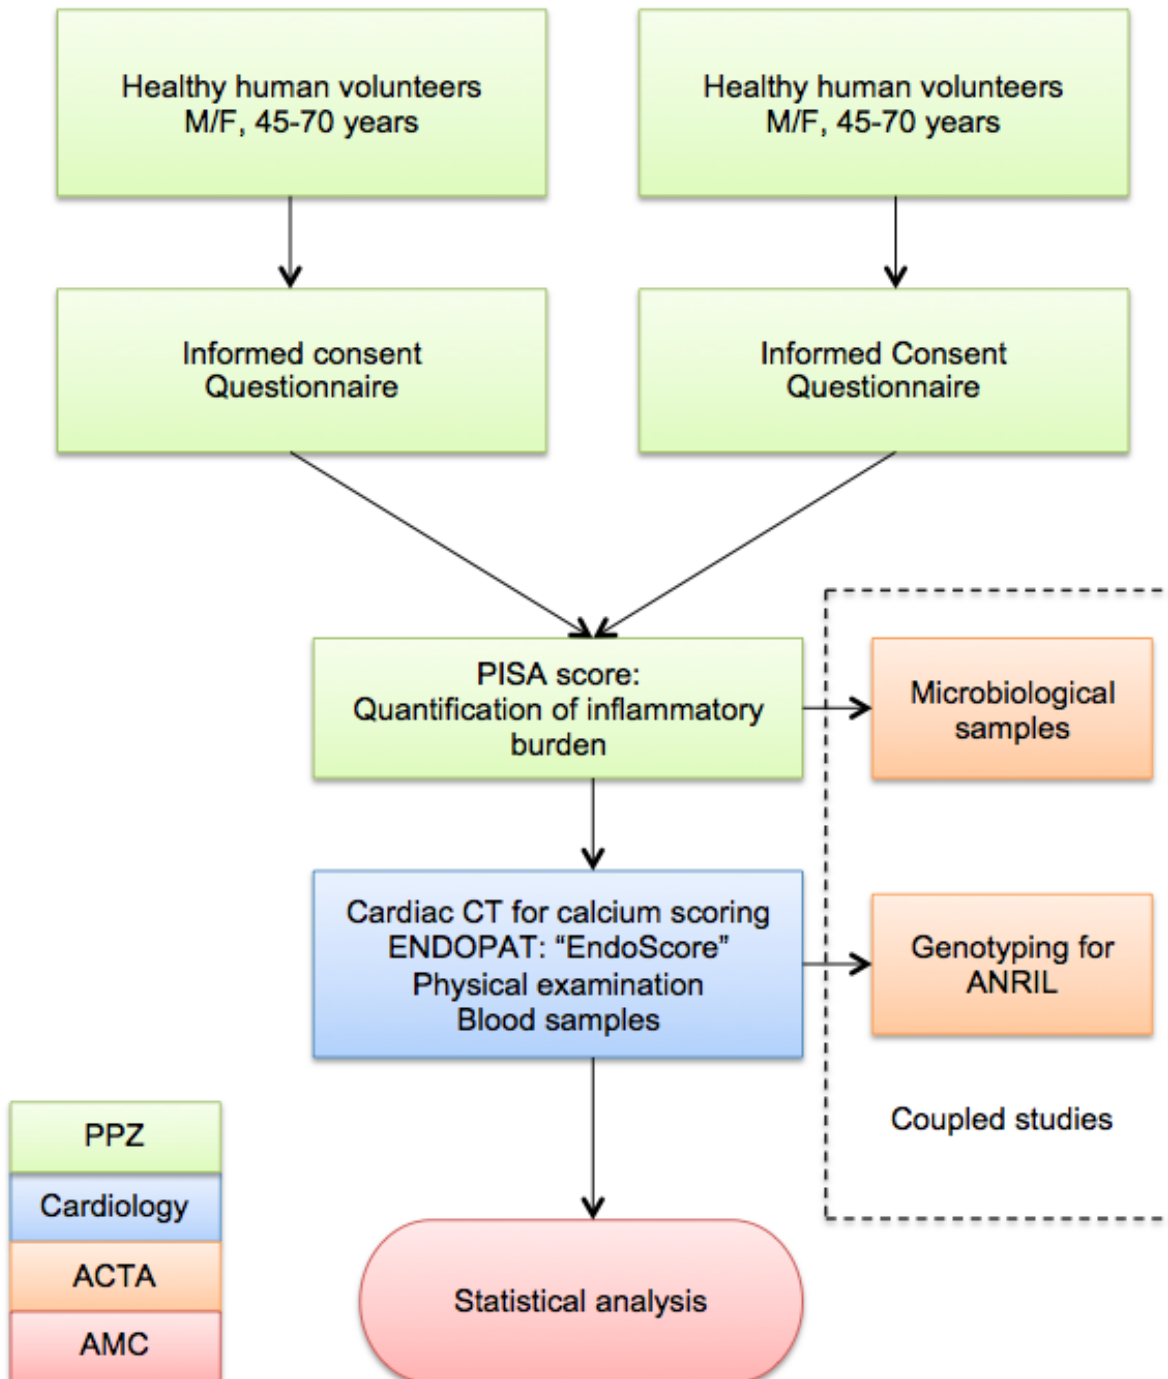 Healthy human volunteers
M/F, 45-70 years
Healthy human volunteers
M/F, 45-70 years
Informed consent
Questionnaire
Informed Consent
Questionnaire
PISA score:
Quantification of inflammatory
burden
Microbiological
samples
Cardiac CT for calcium scoring
ENDOPAT: “EndoScore”
Physical examination
Blood samples
Genotyping for
ANRIL
Coupled studies
PPZ
Cardiology
ACTA
AMC
Statistical analysis